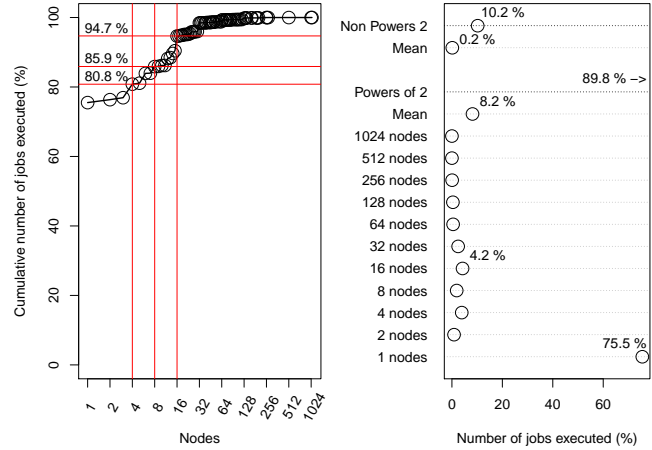 Cumulative number of jobs executed (%)
100
80
60
40
20
0
94.7 %
85.9 %
80.8 %
1
2
4
8
16
32
64
128
256
512
1024
Nodes
Non Powers 2
10.2 %
Mean
0.2 %
89.8 % −>
Powers of 2
8.2 %
Mean
1024 nodes
512 nodes
256 nodes
128 nodes
64 nodes
32 nodes
4.2 %
16 nodes
8 nodes
4 nodes
2 nodes
75.5 %
1 nodes
0
20
40
60
Number of jobs executed (%)